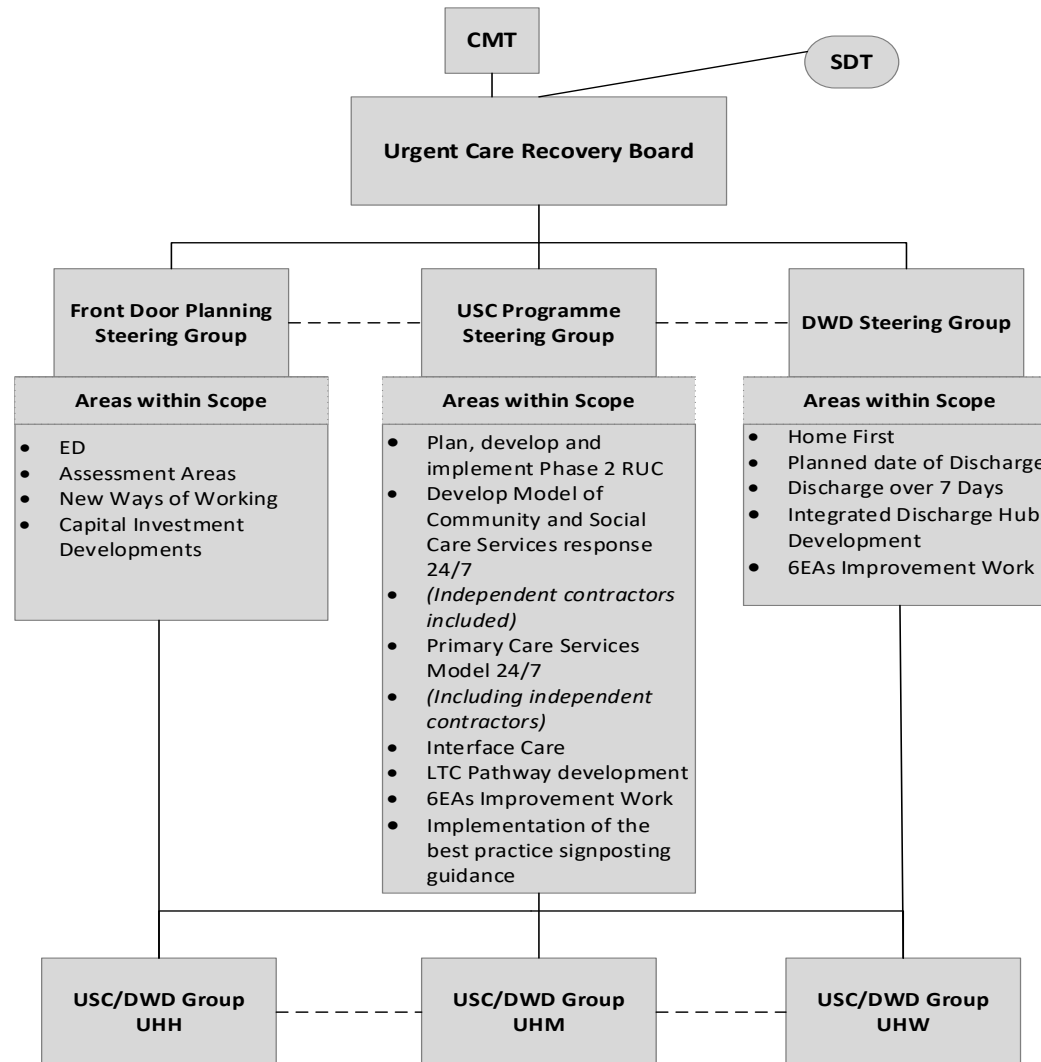 CMT
SDT
Urgent Care Recovery Board
Front Door Planning
Steering Group
USC Programme
Steering Group
DWD Steering Group
Areas within Scope
• ED
• Assessment Areas
• New Ways of Working
• Capital Investment
Developments
Areas within Scope
• Plan, develop and
implement Phase 2 RUC
• Develop Model of
Community and Social
Care Services response
24/7
• (Independent contractors
included)
• Primary Care Services
Model 24/7
• (Including independent
contractors)
• Interface Care
• LTC Pathway development
• 6EAs Improvement Work
• Implementation of the
best practice signposting
guidance
Areas within Scope
• Home First
• Planned date of Discharge
• Discharge over 7 Days
• Integrated Discharge Hub
Development
• 6EAs Improvement Work
USC/DWD Group
UHH
USC/DWD Group
UHM
USC/DWD Group
UHW